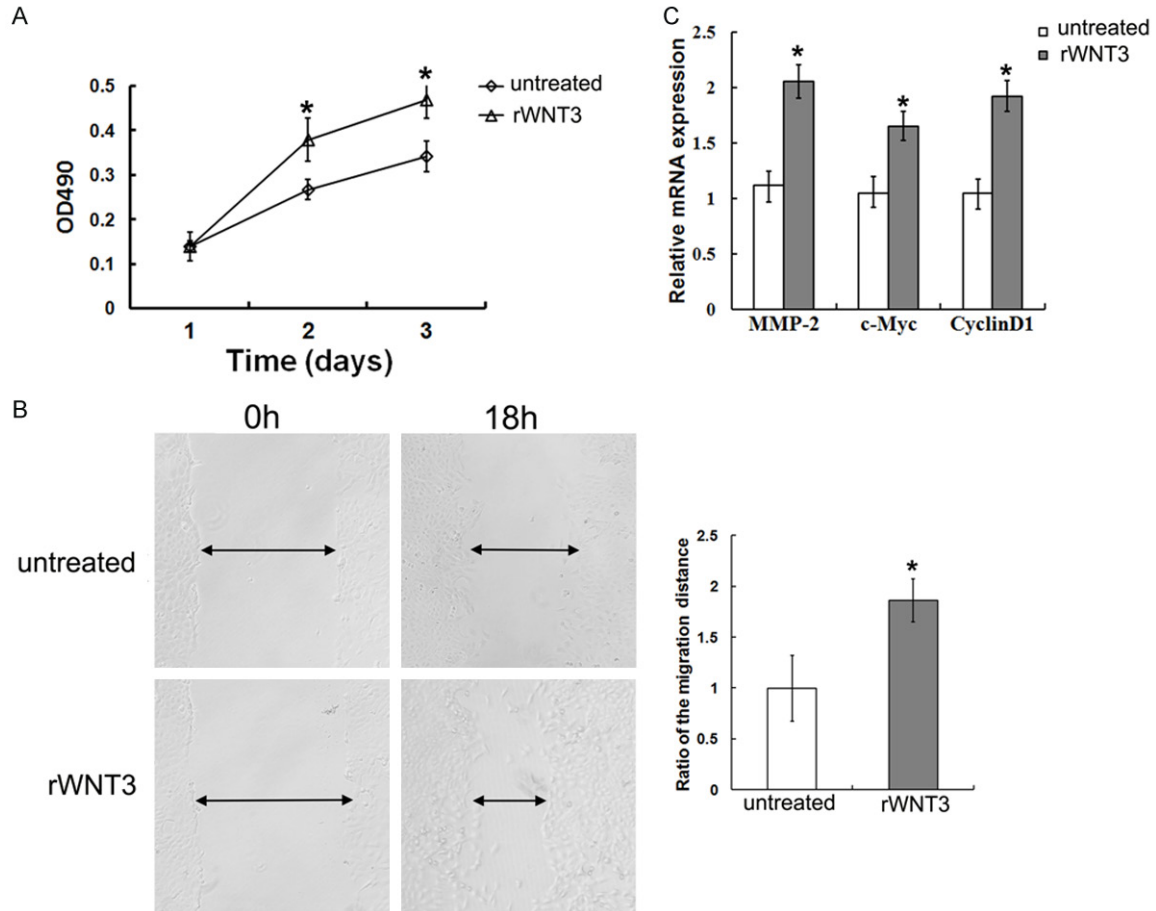 A
*
*
untreated
rWNT3
0.5
0.4
0.3
0.2
0.1
0
OD490
1 2 3
Time (days)
C
untreated
rWNT3
2.5
2
1.5
1
0.5
0
Relative mRNA expression
*
*
*
MMP-2 c-Myc CyclinD1
B
0h 18h
untreated
rWNT3
2.5
2
1.5
1
0.5
0
Ratio of the migration distance
*
untreated rWNT3